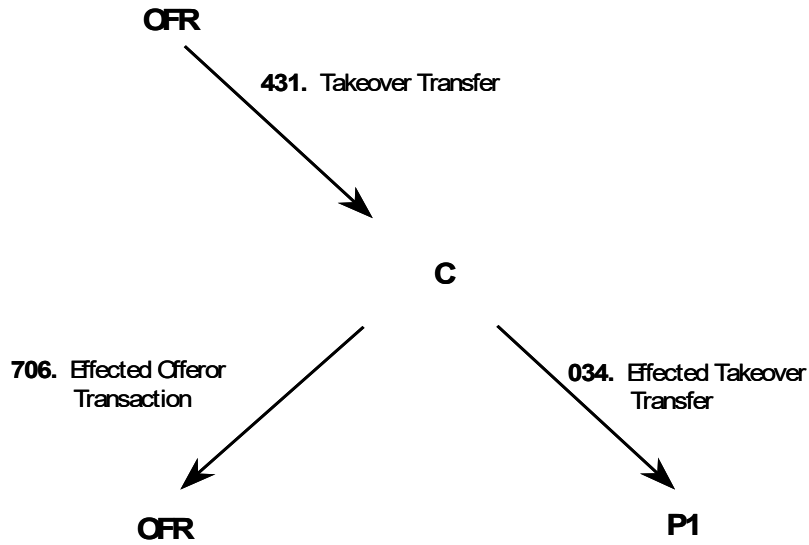 OFR
431. Takeover Transfer
C
706. Effected Offeror
Transaction
034. Effected Takeover
Transfer
OFR
P1